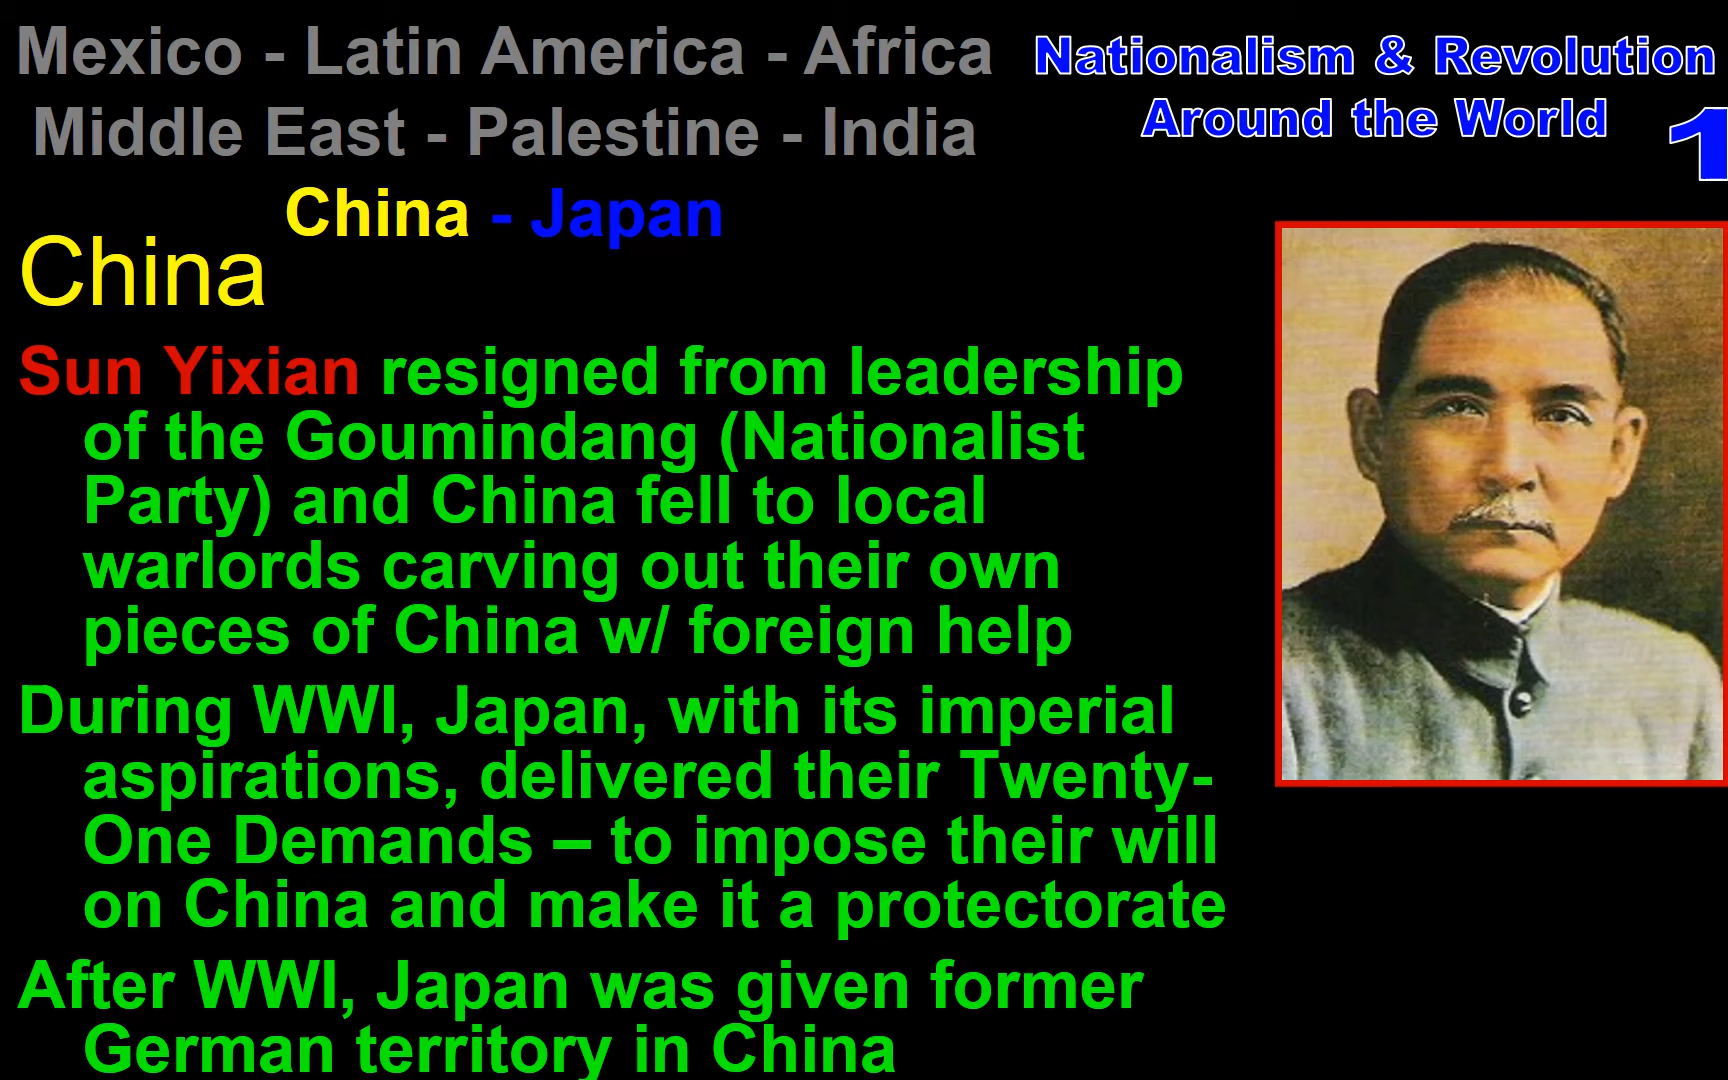 Mexico - Latin America - Africa
Middle East - Palestine - India
China - Japan
Nationalism & Revolution
Around the World
1
China
Sun Yixian resigned from leadership
of the Goumindang (Nationalist
Party) and China fell to local
warlords carving out their own
pieces of China w/ foreign help
During WWI, Japan, with its imperial
aspirations, delivered their Twenty-
One Demands – to impose their will
on China and make it a protectorate
After WWI, Japan was given former
German territory in China